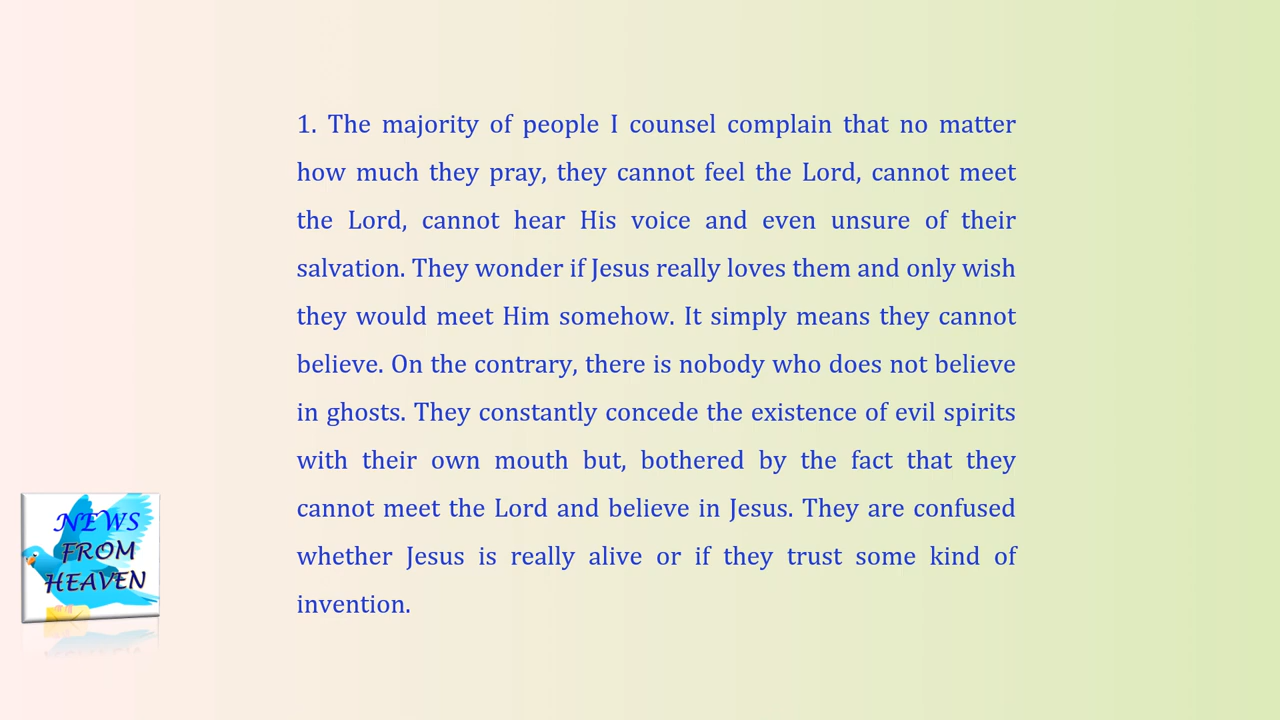 1. The majority of people I counsel complain that no matter
how much they pray, they cannot feel the Lord, cannot meet
the Lord, cannot hear His voice and even unsure of their
salvation. They wonder if Jesus really loves them and only wish
they would meet Him somehow. It simply means they cannot
believe. On the contrary, there is nobody who does not believe
in ghosts. They constantly concede the existence of evil spirits
with their own mouth but, bothered by the fact that they
cannot meet the Lord and believe in Jesus. They are confused
whether Jesus is really alive or if they trust some kind of
invention.
NEWS
FROM
HEAVEN